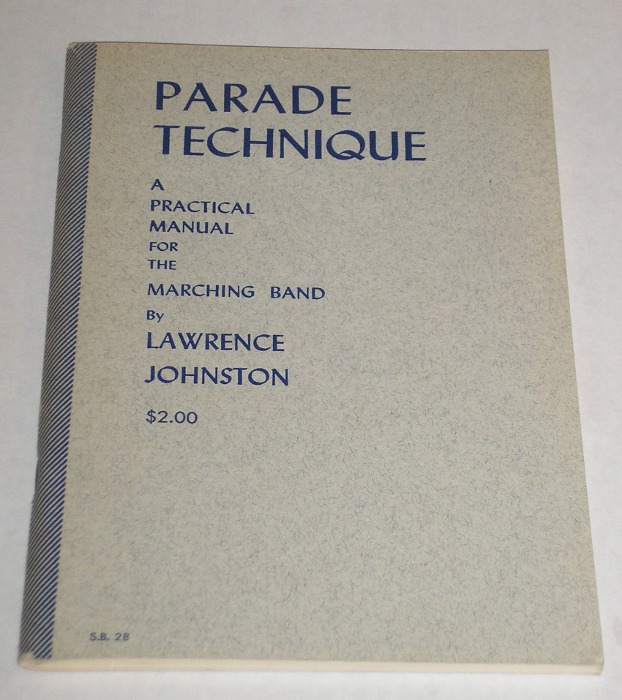 PARADE
TECHNIQUE
A
PRACTICAL
MANUAL
FOR
THE
MARCHING BAND
By
LAWRENCE
JOHNSTON
$2.00
S.B. 28